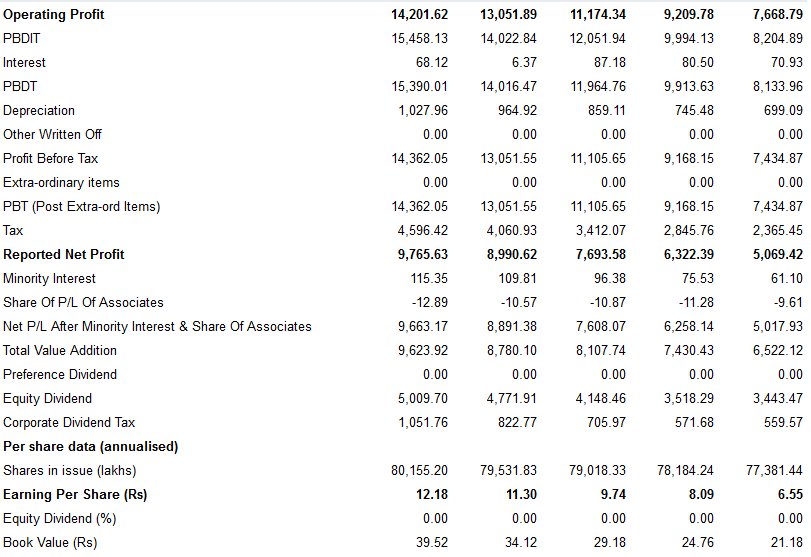 Operating Profit 14,201.62 13,051.89 11,174.34 9,209.78 7,668.79
PBDIT 15,458.13 14,022.84 12,051.94 9,994.13 8,204.89
Interest 68.12 6.37 87.18 80.50 70.93
PBDT 15,390.01 14,016.47 11,964.76 9,913.63 8,133.96
Depreciation 1,027.96 964.92 859.11 745.48 699.09
Other Written Off 0.00 0.00 0.00 0.00 0.00
Profit Before Tax 14,362.05 13,051.55 11,105.65 9,168.15 7,434.87
Extra-ordinary items 0.00 0.00 0.00 0.00 0.00
PBT (Post Extra-ord Items) 14,362.05 13,051.55 11,105.65 9,168.15 7,434.87
Tax 4,596.42 4,060.93 3,412.07 2,845.76 2,365.45
Reported Net Profit 9,765.63 8,990.62 7,693.58 6,322.39 5,069.42
Minority Interest 115.35 109.81 96.38 75.53 61.10
Share Of P/L Of Associates -12.89 -10.57 -10.87 -11.28 -9.61
Net P/L After Minority Interest & Share Of Associates 9,663.17 8,891.38 7,608.07 6,258.14 5,017.93
Total Value Addition 9,623.92 8,780.10 8,107.74 7,430.43 6,522.12
Preference Dividend 0.00 0.00 0.00 0.00 0.00
Equity Dividend 5,009.70 4,771.91 4,148.46 3,518.29 3,443.47
Corporate Dividend Tax 1,051.76 822.77 705.97 571.68 559.57
Per share data (annualised)
Shares in issue (lakhs) 80,155.20 79,531.83 79,018.33 78,184.24 77,381.44
Earning Per Share (Rs) 12.18 11.30 9.74 8.09 6.55
Equity Dividend (%) 0.00 0.00 0.00 0.00 0.00
Book Value (Rs) 39.52 34.12 29.18 24.76 21.18